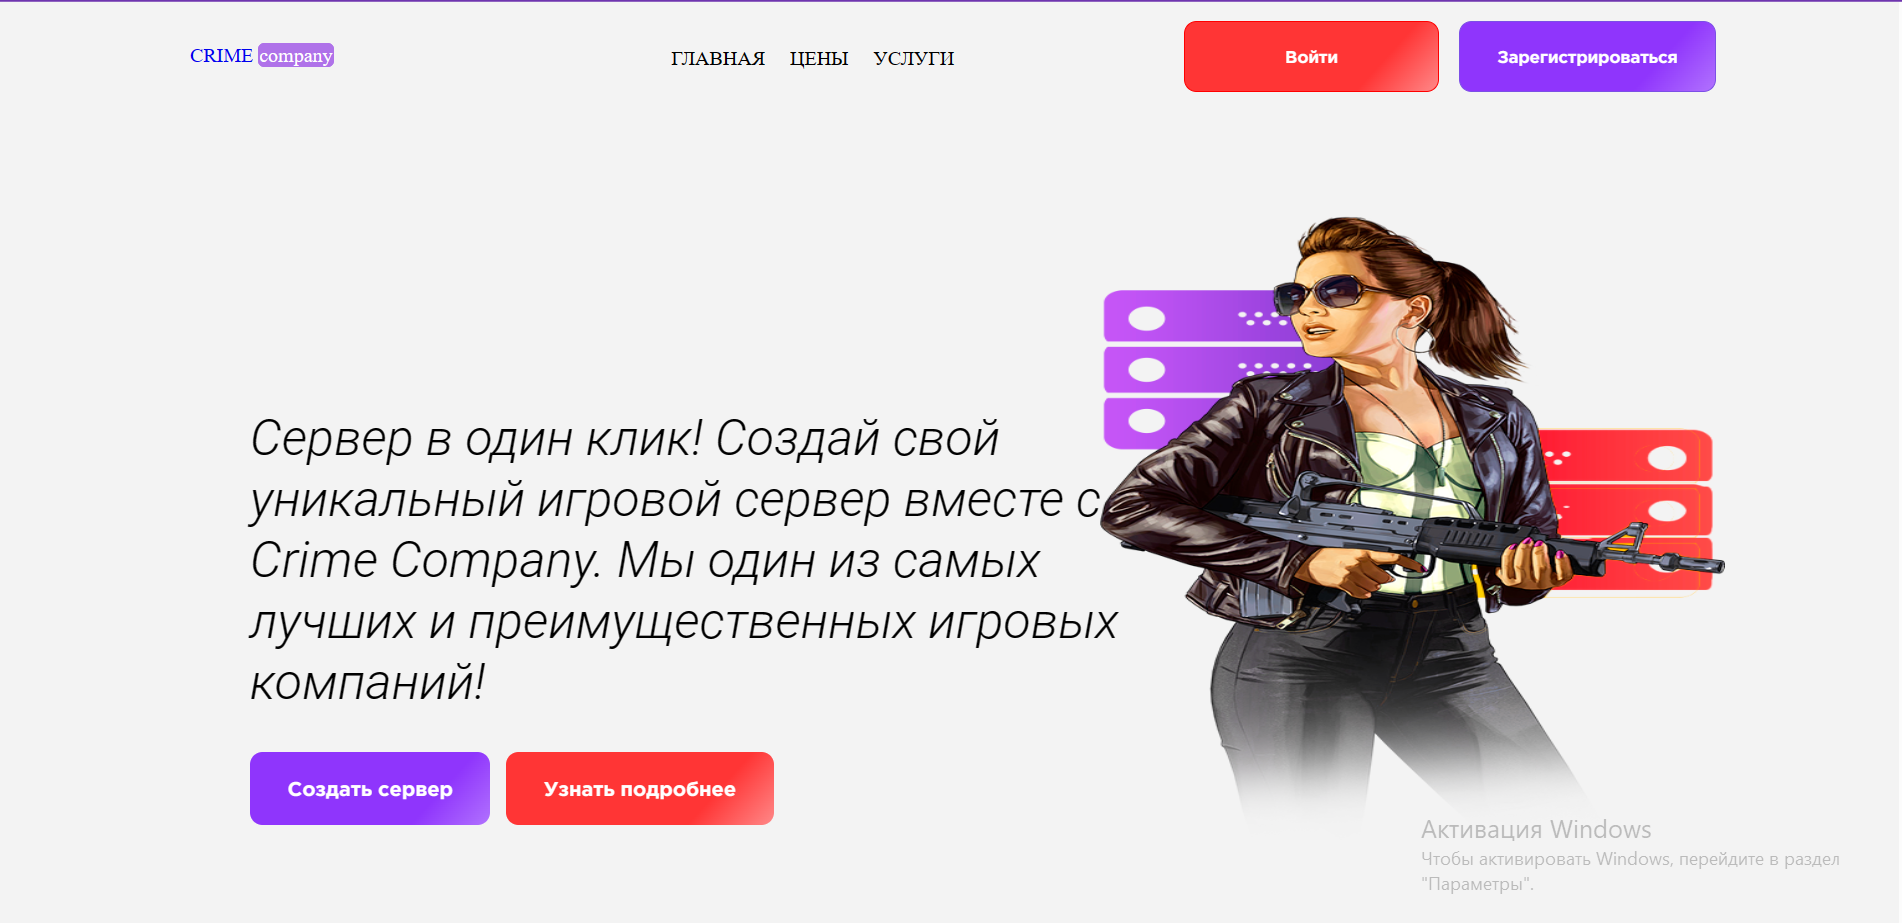 CRIME company
ГЛАВНАЯ ЦЕНЫ УСЛУГИ
Войти
Зарегистрироваться
Сервер в один клик! Создай свой
уникальный игровой сервер вместе с
Crime Company. Мы один из самых
лучших и преимущественных игровых
компаний!
Создать сервер
Узнать подробнее
Активация Windows
Чтобы активировать Windows, перейдите в раздел
"Параметры".